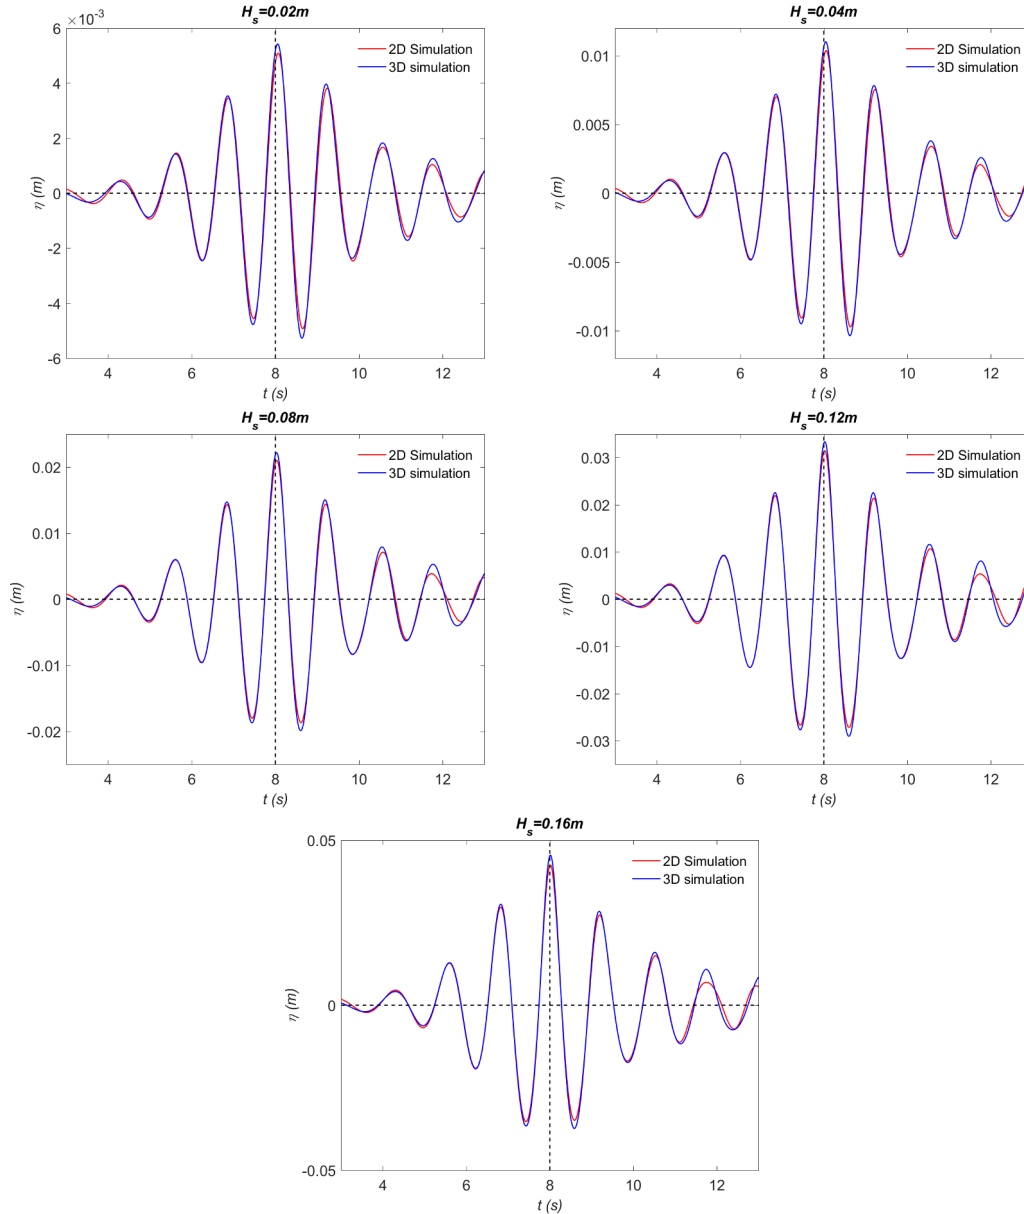 H_s=0.02m
×10^-3
6
4
2
0
-2
-4
-6
η (m)
4 6 8 10 12
t (s)
2D Simulation
3D simulation
H_s=0.04m
0.01
0.005
0
-0.005
-0.01
η (m)
4 6 8 10 12
t (s)
2D Simulation
3D simulation
H_s=0.08m
0.02
0.01
0
-0.01
-0.02
η (m)
4 6 8 10 12
t (s)
2D Simulation
3D simulation
H_s=0.12m
0.03
0.02
0.01
0
-0.01
-0.02
-0.03
η (m)
4 6 8 10 12
t (s)
2D Simulation
3D simulation
H_s=0.16m
0.05
0
-0.05
η (m)
4 6 8 10 12
t (s)
2D Simulation
3D simulation